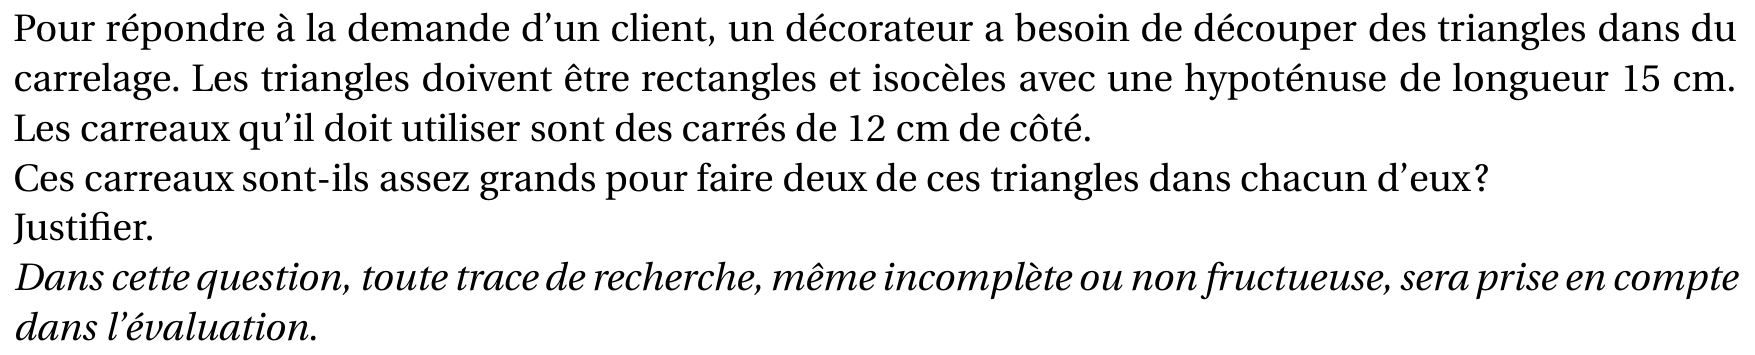 Pour répondre à la demande d’un client, un décorateur a besoin de découper des triangles dans du
carrelage. Les triangles doivent être rectangles et isocèles avec une hypoténuse de longueur 15 cm.
Les carreaux qu’il doit utiliser sont des carrés de 12 cm de côté.
Ces carreaux sont-ils assez grands pour faire deux de ces triangles dans chacun d’eux ?
Justifier.
Dans cette question, toute trace de recherche, même incomplète ou non fructueuse, sera prise en compte
dans l’évaluation.